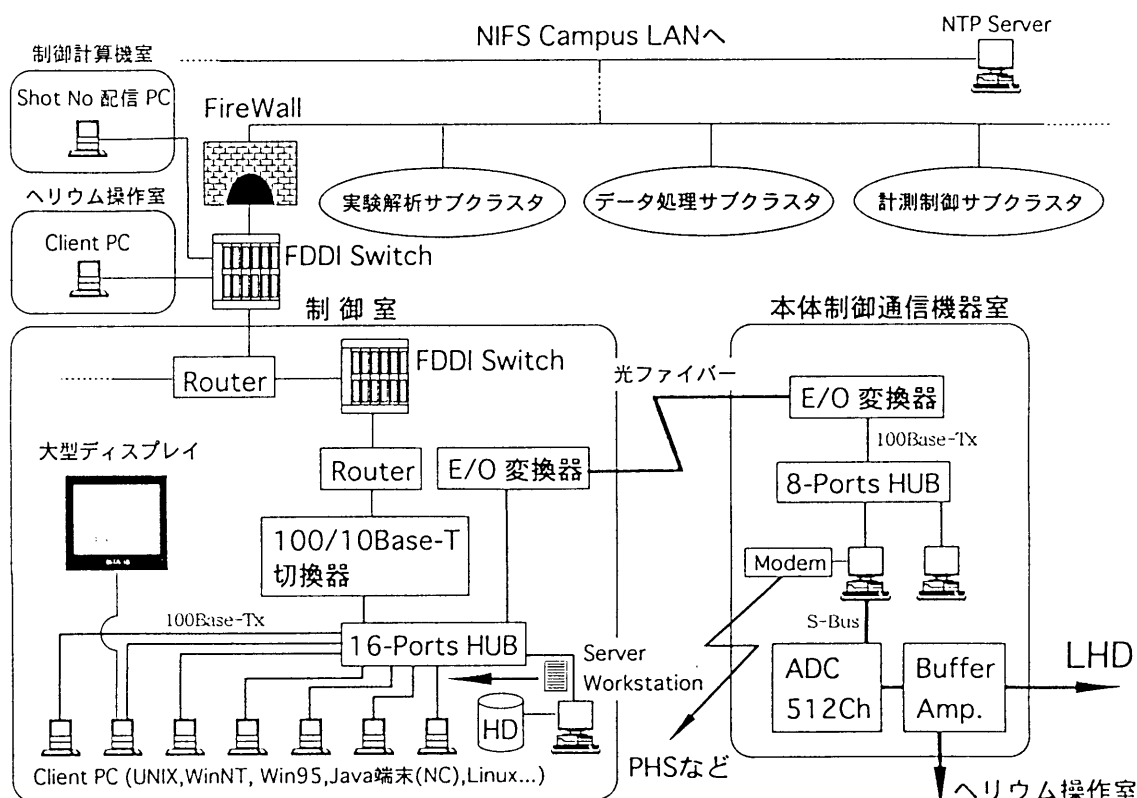 NIFS Campus LANへ
NTP Server
制御計算機室
Shot No 配信 PC
FireWall
実験解析サブクラスタ
データ処理サブクラスタ
計測制御サブクラスタ
ヘリウム操作室
Client PC
FDDI Switch
制 御 室
本体制御通信機器室
Router
FDDI Switch
光ファイバー
E/O 変換器
100Base-Tx
大型ディスプレイ
Router
E/O 変換器
8-Ports HUB
100/10Base-T
切換器
Modem
100Base-Tx
S-Bus
16-Ports HUB
Server
Workstation
ADC
512Ch
Buffer
Amp.
LHD
HD
PHSなど
Client PC (UNIX,WinNT, Win95,Java端末(NC),Linux...)
ヘリウム操作室